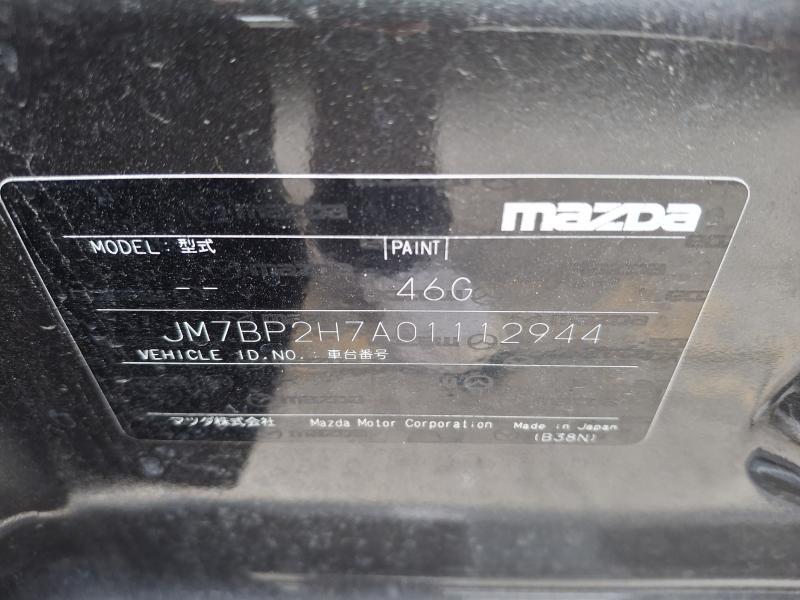 mazda
MODEL: 型式 PAINT
-- 46G
JM7BP2H7A01112944
VEHICLE ID.NO.: 車台番号
マツダ株式会社 Mazda Motor Corporation Made in Japan
(B38N)